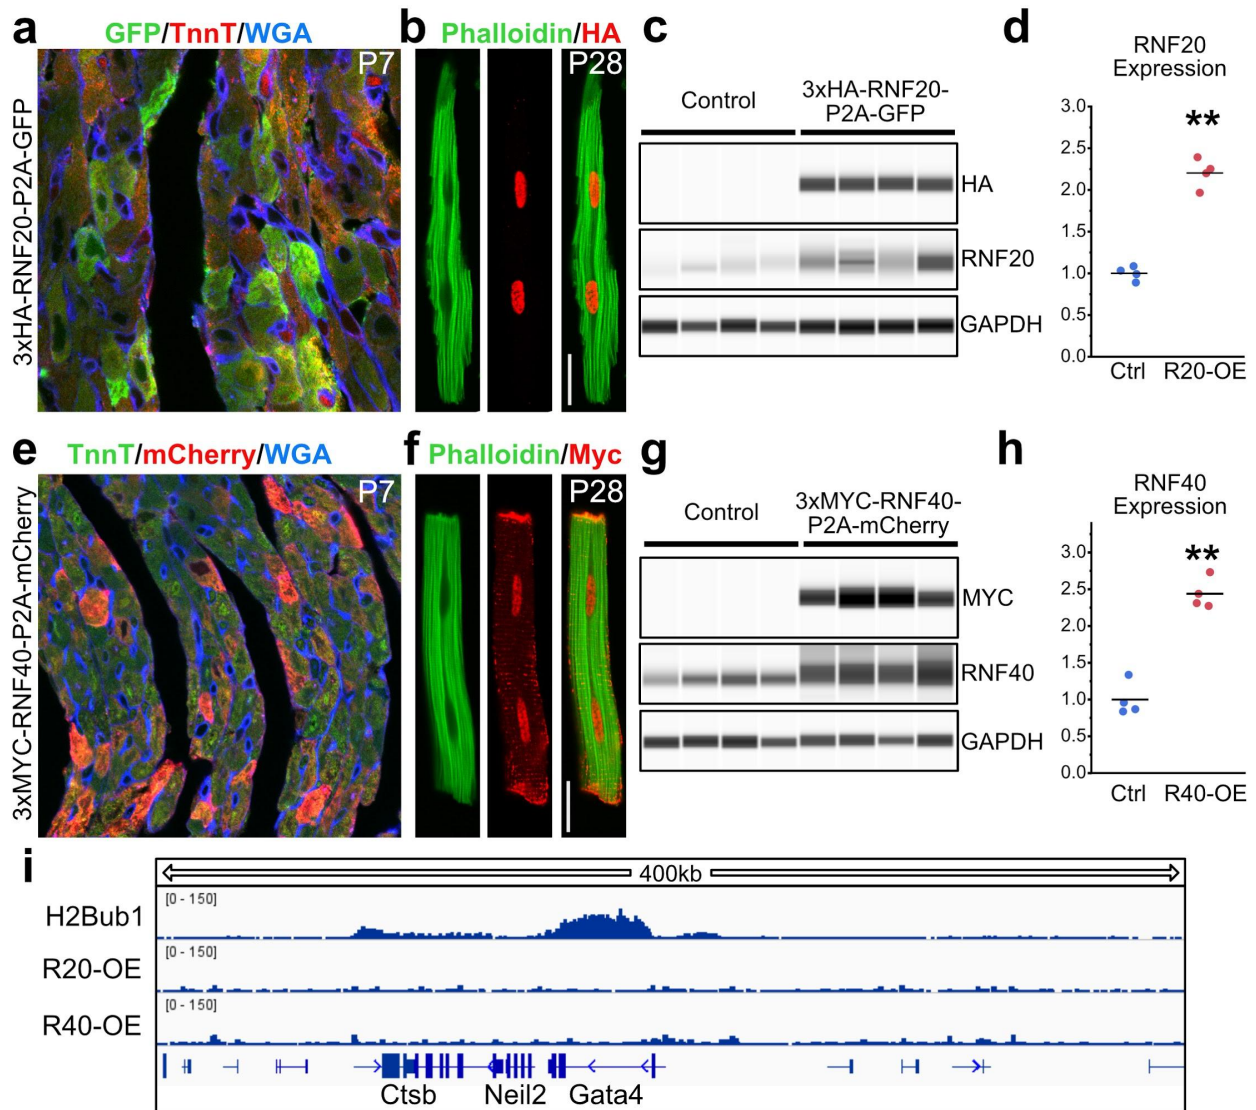 a
GFP/TnnT/WGA
P7
3xHA-RNF20-P2A-GFP
b
Phalloidin/HA
P28
c
Control
3xHA-RNF20-
P2A-GFP
HA
RNF20
GAPDH
d
RNF20
Expression
3.0
**
2.5
2.0
1.5
1.0
0.5
0.0
Ctrl R20-OE
e
TnnT/mCherry/WGA
P7
3xMYC-RNF40-P2A-mCherry
f
Phalloidin/Myc
P28
g
Control
3xMYC-RNF40-
P2A-mCherry
MYC
RNF40
GAPDH
h
RNF40
Expression
3.0
**
2.5
2.0
1.5
1.0
0.5
0.0
Ctrl R40-OE
i
400kb
H2Bub1
[0 - 150]
R20-OE
[0 - 150]
R40-OE
[0 - 150]
Ctsb Neil2 Gata4